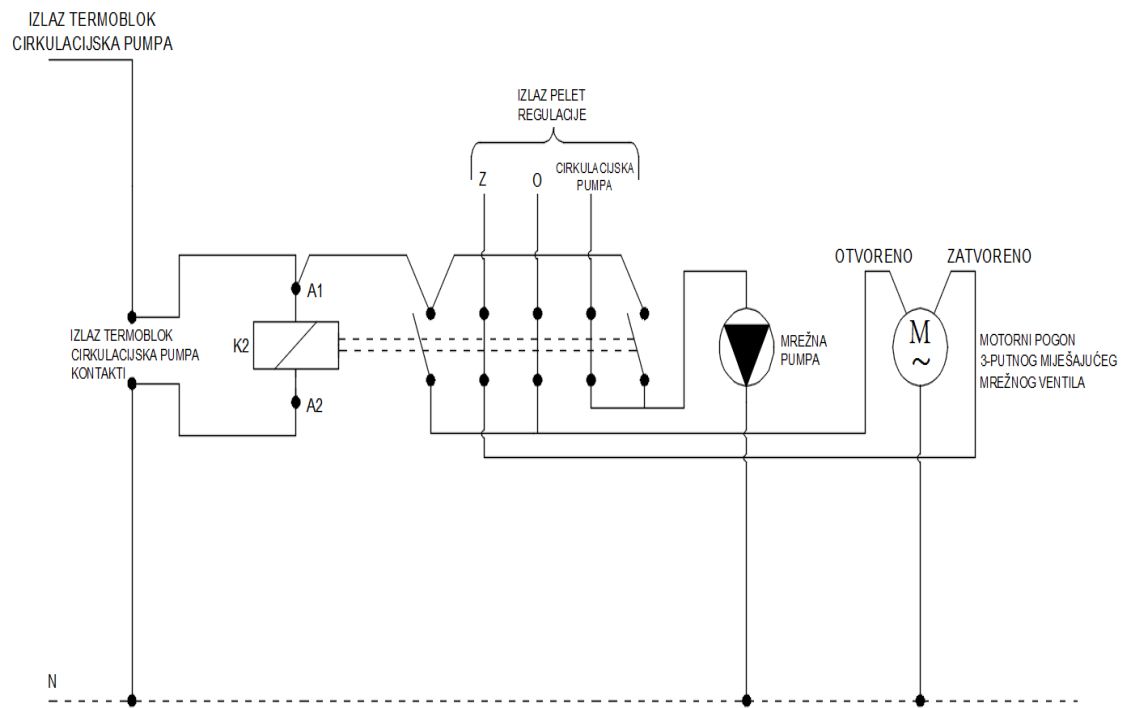 IZLAZ TERMOBLOK
CIRKULACIJSKA PUMPA
IZLAZ PELET
REGULACIJE
Z
O
CIRKULACIJSKA
PUMPA
OTVORENO
ZATVORENO
A1
IZLAZ TERMOBLOK
CIRKULACIJSKA PUMPA
KONTAKTI
K2
A2
MREŽNA
PUMPA
M
~
MOTORNI POGON
3-PUTNOG MIJEŠAJUĆEG
MREŽNOG VENTILA
N